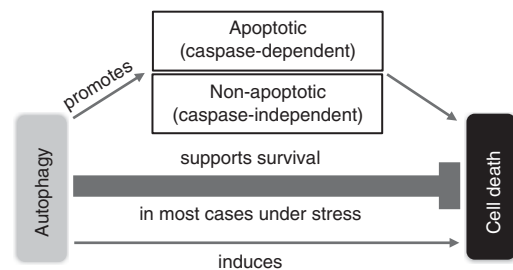 Apoptotic
(caspase-dependent)
promotes
Non-apoptotic
(caspase-independent)
Autophagy
supports survival
in most cases under stress
Cell death
induces